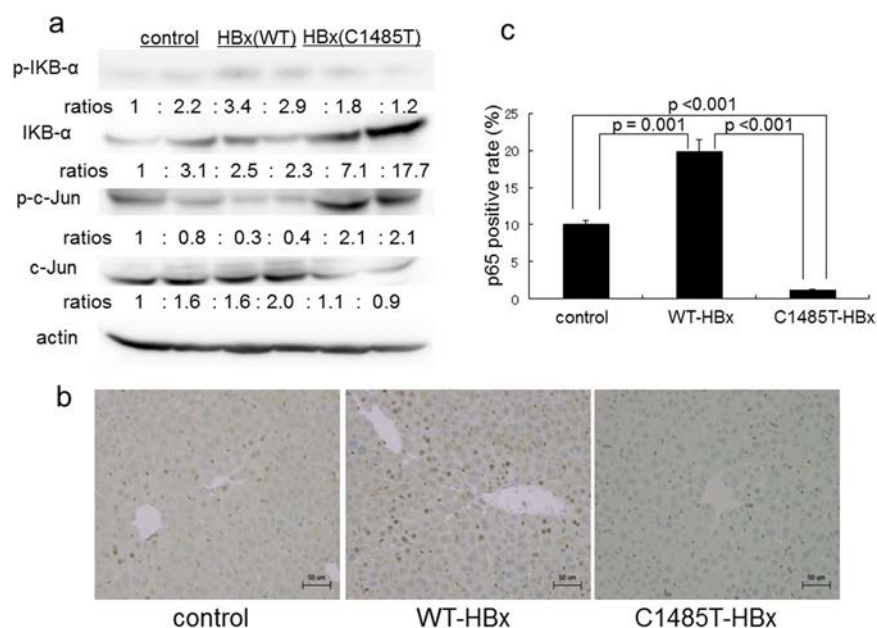 a
control HBx(WT) HBx(C1485T)
p-IKB-α
ratios 1 : 2.2 : 3.4 : 2.9 : 1.8 : 1.2
IKB-α
ratios 1 : 3.1 : 2.5 : 2.3 : 7.1 : 17.7
p-c-Jun
ratios 1 : 0.8 : 0.3 : 0.4 : 2.1 : 2.1
c-Jun
ratios 1 : 1.6 : 1.6 : 2.0 : 1.1 : 0.9
actin
c
p <0.001
p = 0.001 p <0.001
p65 positive rate (%)
25
20
15
10
5
0
control WT-HBx C1485T-HBx
b
50 um 50 um 50 um
control WT-HBx C1485T-HBx